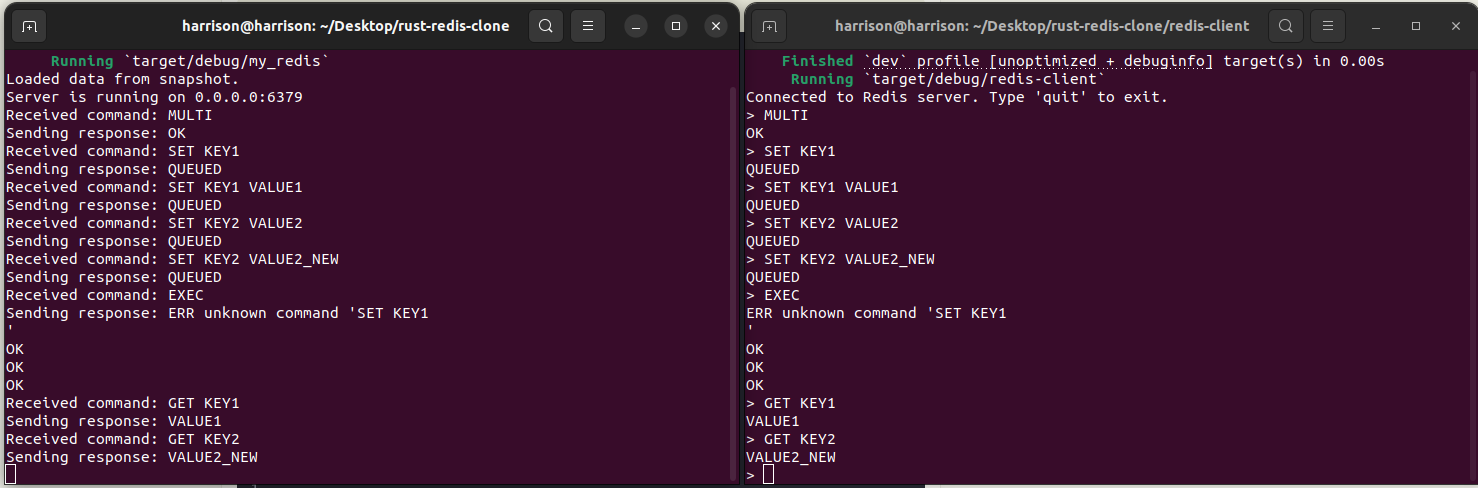 harrison@harrison: ~/Desktop/rust-redis-clone
Running `target/debug/my_redis`
Loaded data from snapshot.
Server is running on 0.0.0.0:6379
Received command: MULTI
Sending response: OK
Received command: SET KEY1
Sending response: QUEUED
Received command: SET KEY1 VALUE1
Sending response: QUEUED
Received command: SET KEY2 VALUE2
Sending response: QUEUED
Received command: SET KEY2 VALUE2_NEW
Sending response: QUEUED
Received command: EXEC
Sending response: ERR unknown command 'SET KEY1
'
OK
OK
OK
Received command: GET KEY1
Sending response: VALUE1
Received command: GET KEY2
Sending response: VALUE2_NEW
harrison@harrison: ~/Desktop/rust-redis-clone/redis-client
Finished `dev` profile [unoptimized + debuginfo] target(s) in 0.00s
Running `target/debug/redis-client`
Connected to Redis server. Type 'quit' to exit.
> MULTI
OK
> SET KEY1
QUEUED
> SET KEY1 VALUE1
QUEUED
> SET KEY2 VALUE2
QUEUED
> SET KEY2 VALUE2_NEW
QUEUED
> EXEC
ERR unknown command 'SET KEY1
'
OK
OK
OK
> GET KEY1
VALUE1
> GET KEY2
VALUE2_NEW
>